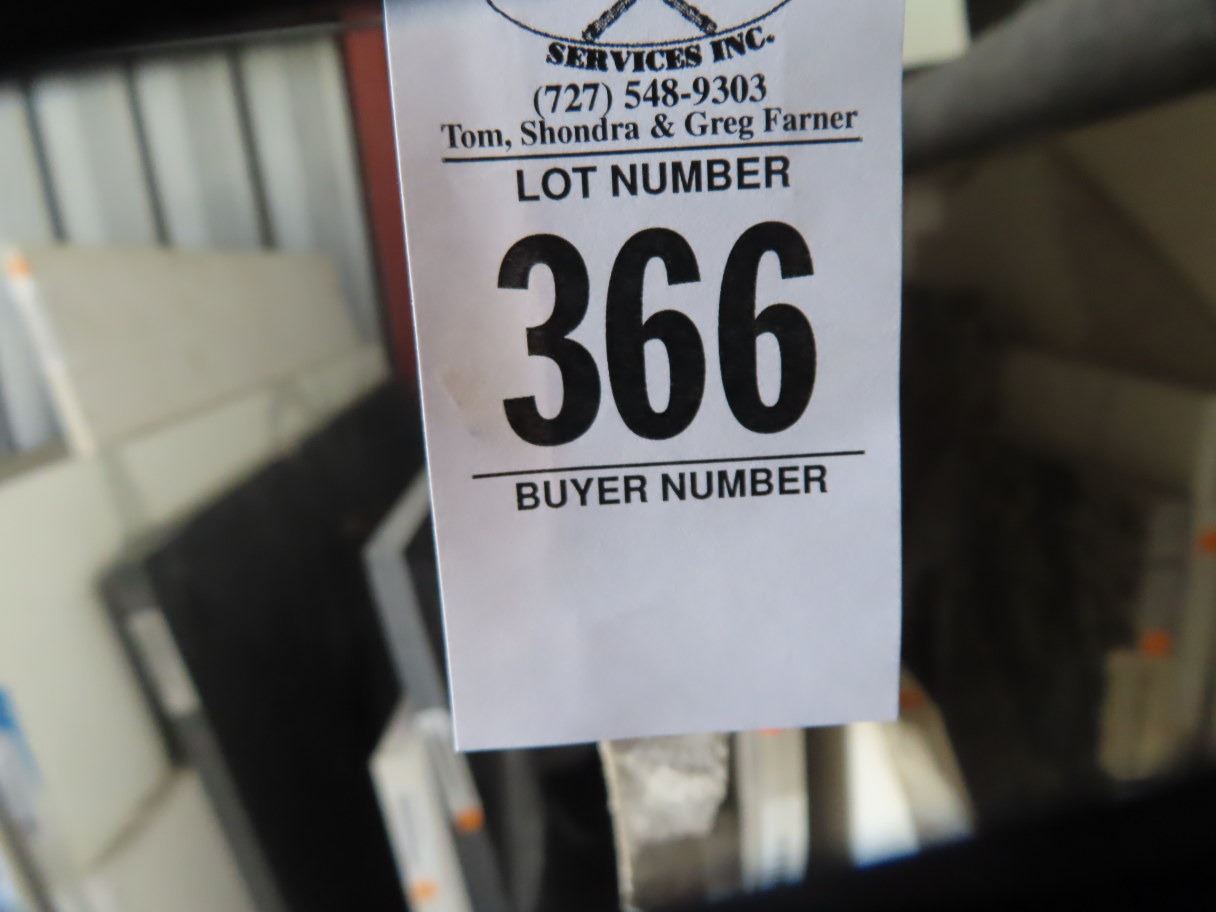 SERVICES INC.
(727) 548-9303
Tom, Shondra & Greg Farner
LOT NUMBER
366
BUYER NUMBER